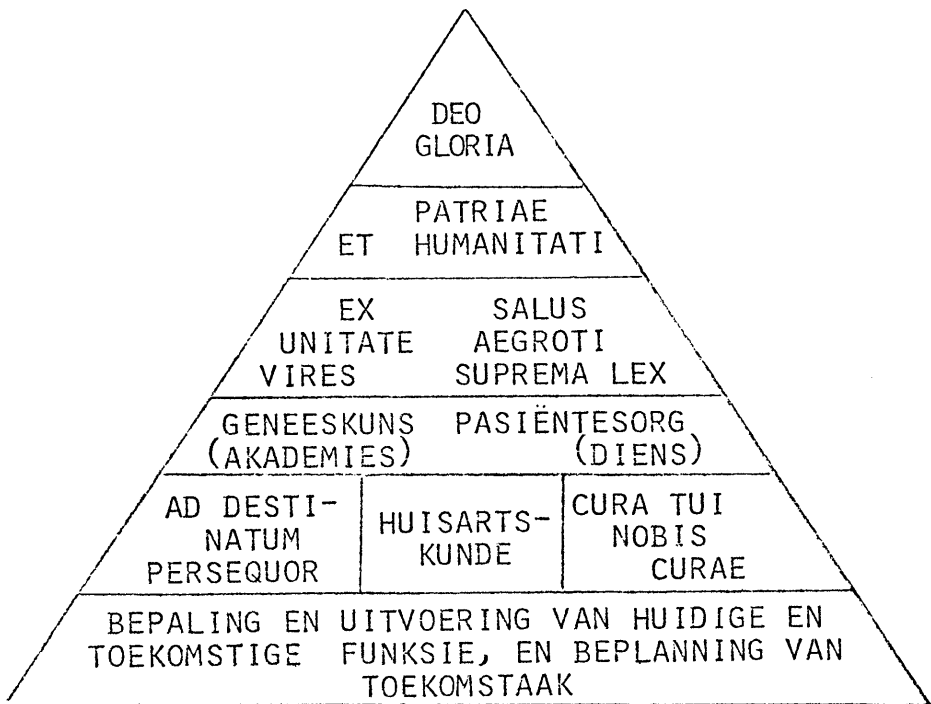 DEO
GLORIA
PATRIAE
ET HUMANITATI
EX
UNITATE
VIRES
SALUS
AEGROTI
SUPREMA LEX
GENEESKUNS
(AKADEMIES)
PASIËNTESORG
(DIENS)
AD DESTI-
NATUM
PERSEQUOR
HUISARTS-
KUNDE
CURA TUI
NOBIS
CURAE
BEPALING EN UITVOERING VAN HUIDIGE EN
TOEKOMSTIGE FUNKSIE, EN BEPLANNING VAN
TOEKOMSTAAK